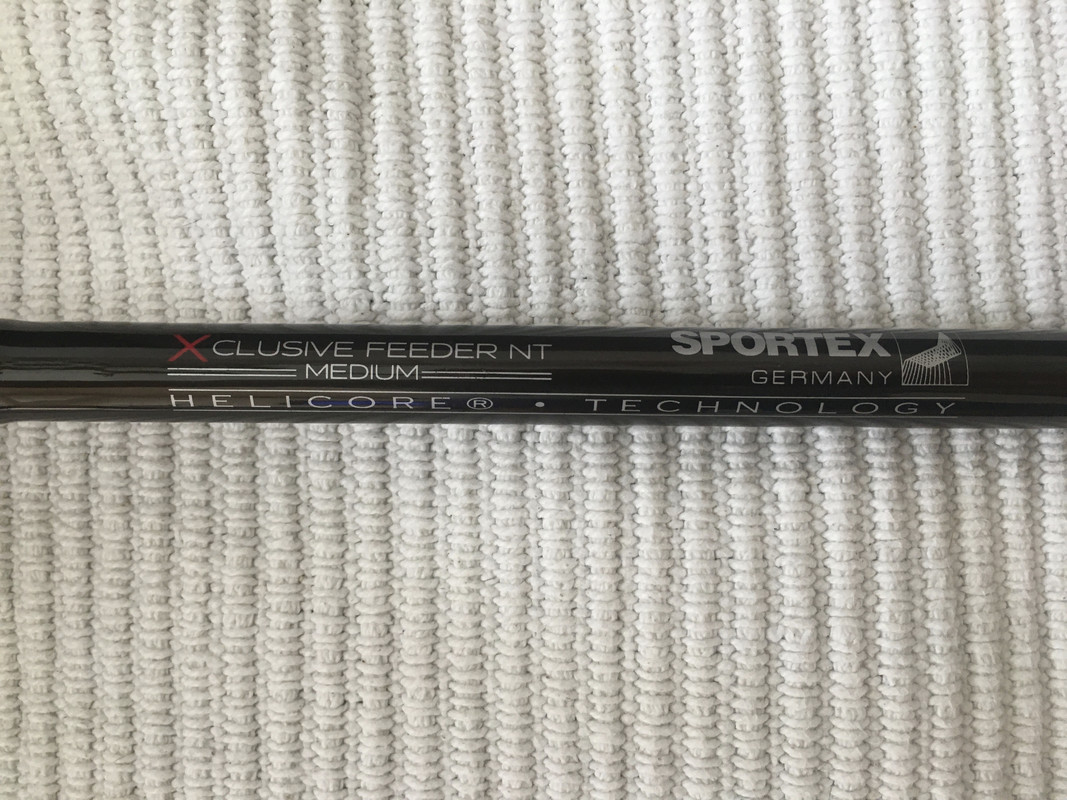 XCLUSIVE FEEDER NT
MEDIUM
SPORTEX
GERMANY
HELICORE® • TECHNOLOGY